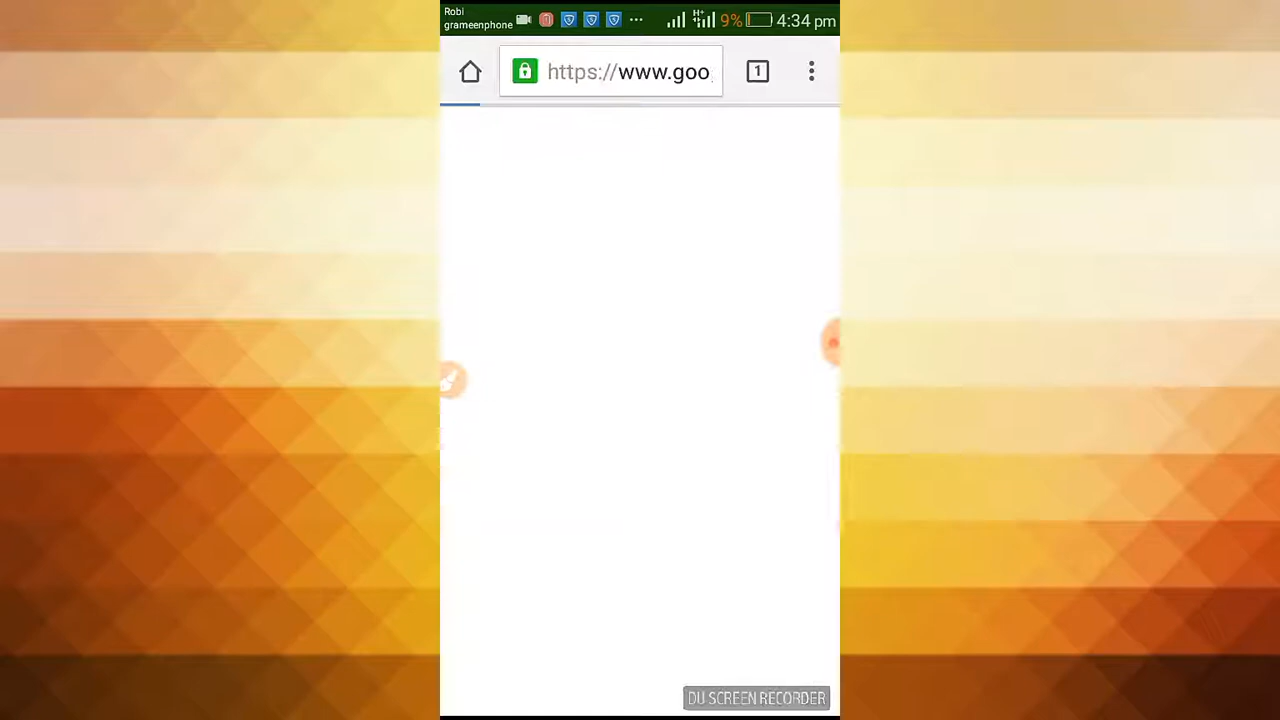 Robi
grameenphone
H+
9%
4:34 pm
https://www.goo
1
DU SCREEN RECORDER